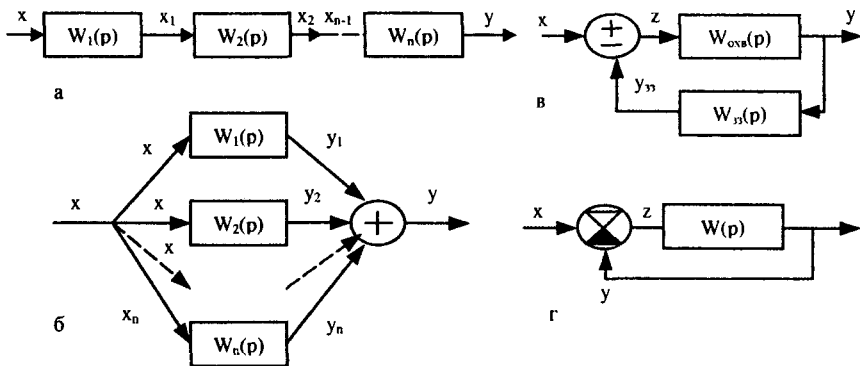 x W₁(p) x₁ W₂(p) x₂ xₙ₋₁ Wₙ(p) y
а
x ± z Wохв(p) y
yзз Wзз(p)
в
x W₁(p) y₁
x x W₂(p) y₂ + y
x
xₙ Wₙ(p) yₙ
б
x z W(p)
y
г